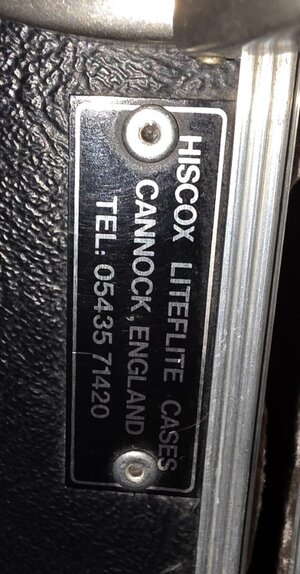 HISCOX LITEFLITE CASES
CANNOCK, ENGLAND
TEL: 05435 71420